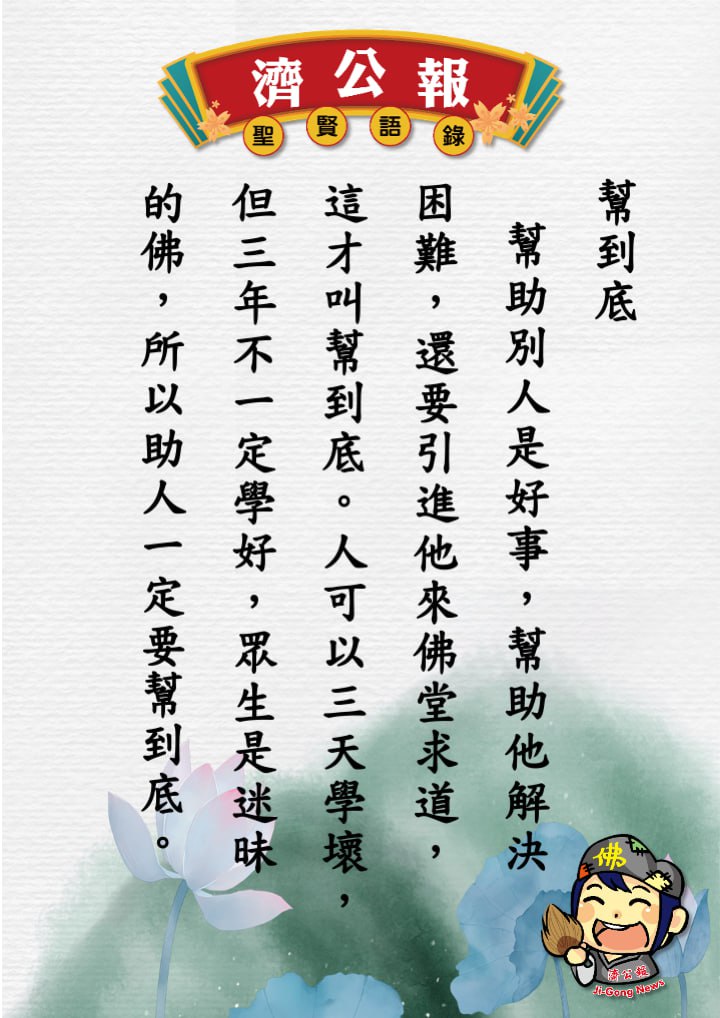 濟公報
聖賢語錄
幫到底
幫助別人是好事，幫助他解決
困難，還要引進他來佛堂求道，
這才叫幫到底。人可以三天學壞，
但三年不一定學好，眾生是迷昧
的佛，所以助人一定要幫到底。
佛
濟公報
Ji-Gong News